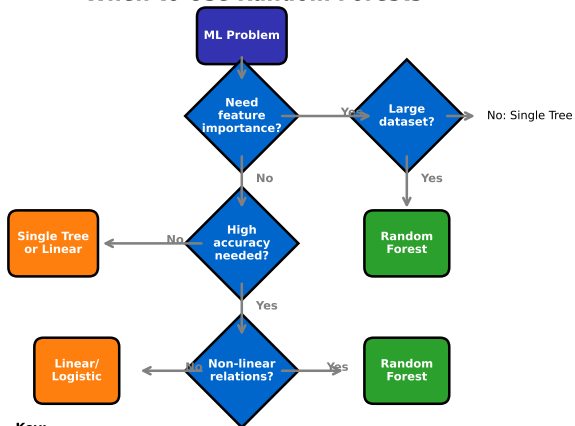 ML Problem
Need
feature
importance?
Yes
Large
dataset?
No: Single Tree
No
Yes
Single Tree
or Linear
No
High
accuracy
needed?
Random
Forest
Yes
Linear/
Logistic
No
Non-linear
relations?
Yes
Random
Forest